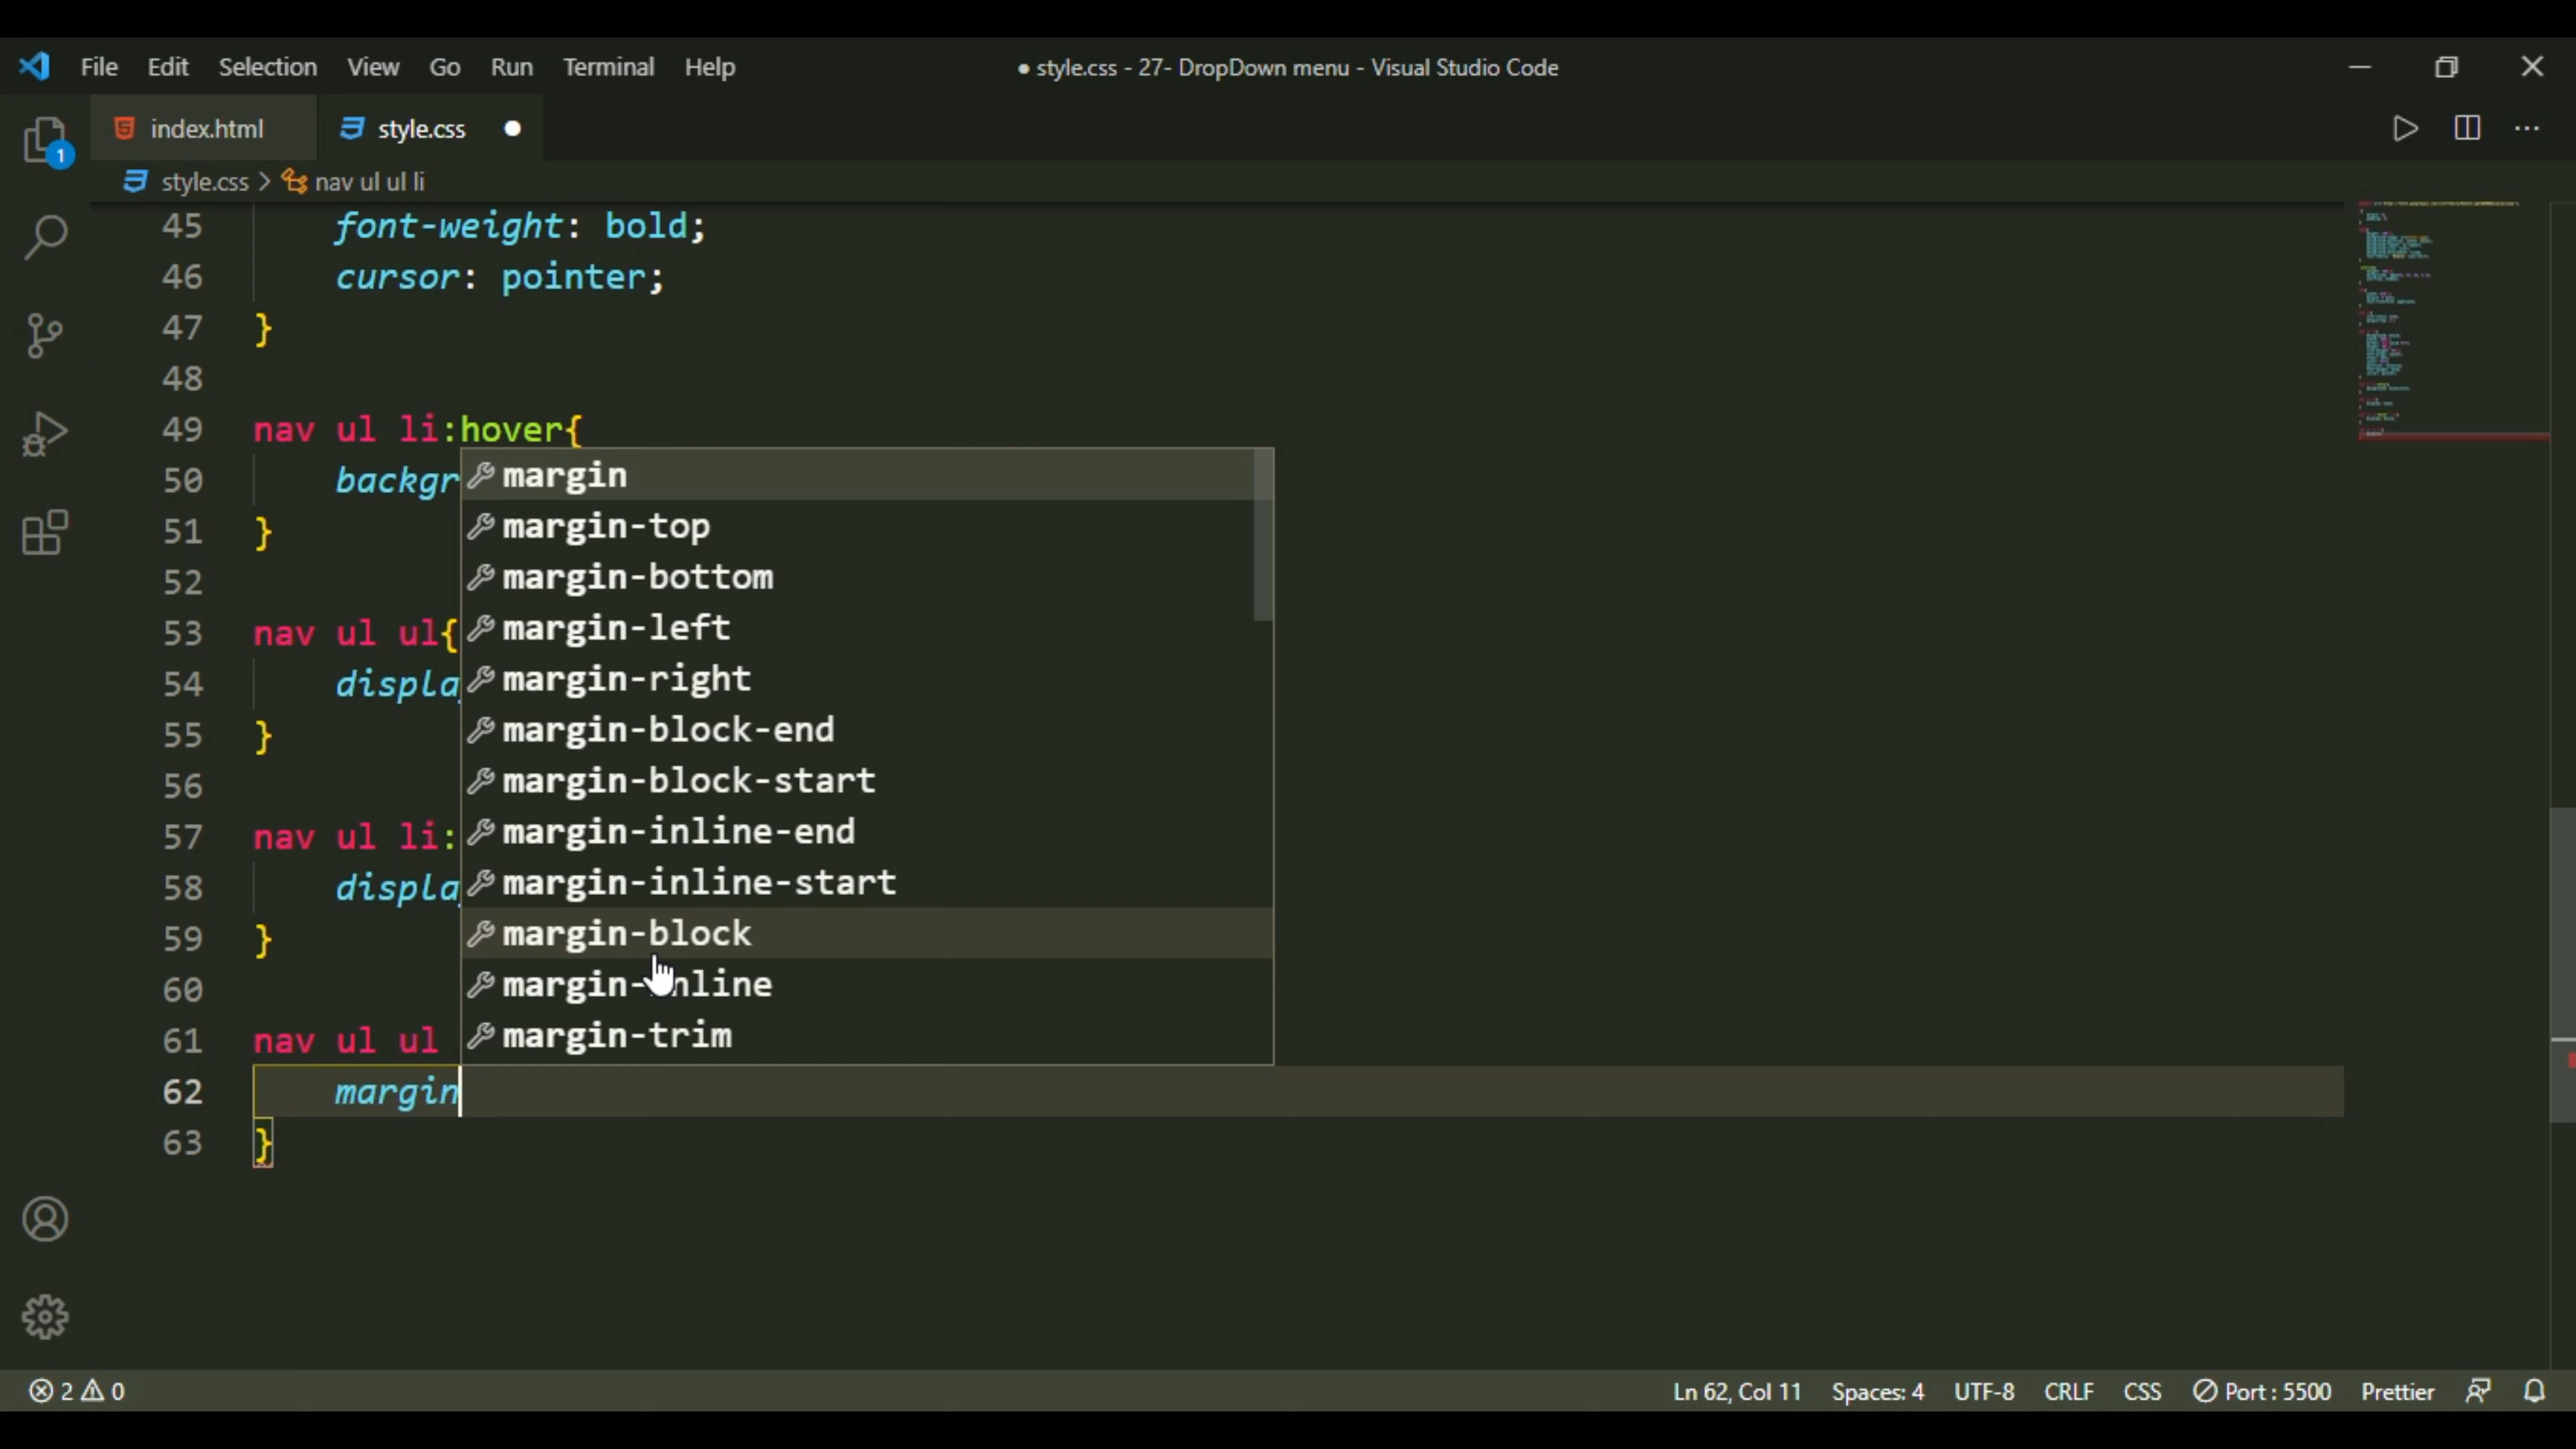 File Edit Selection View Go Run Terminal Help
● style.css - 27- DropDown menu - Visual Studio Code
index.html
style.css
1
style.css > nav ul ul li
45 font-weight: bold;
46 cursor: pointer;
47 }
48
49 nav ul li:hover{
50 backgr
51 }
52
53 nav ul ul{
54 displa
55 }
56
57 nav ul li:
58 displa
59 }
60
61 nav ul ul
62 margin
63 }
margin
margin-top
margin-bottom
margin-left
margin-right
margin-block-end
margin-block-start
margin-inline-end
margin-inline-start
margin-block
margin-inline
margin-trim
2 0
Ln 62, Col 11 Spaces: 4 UTF-8 CRLF CSS Port : 5500 Prettier